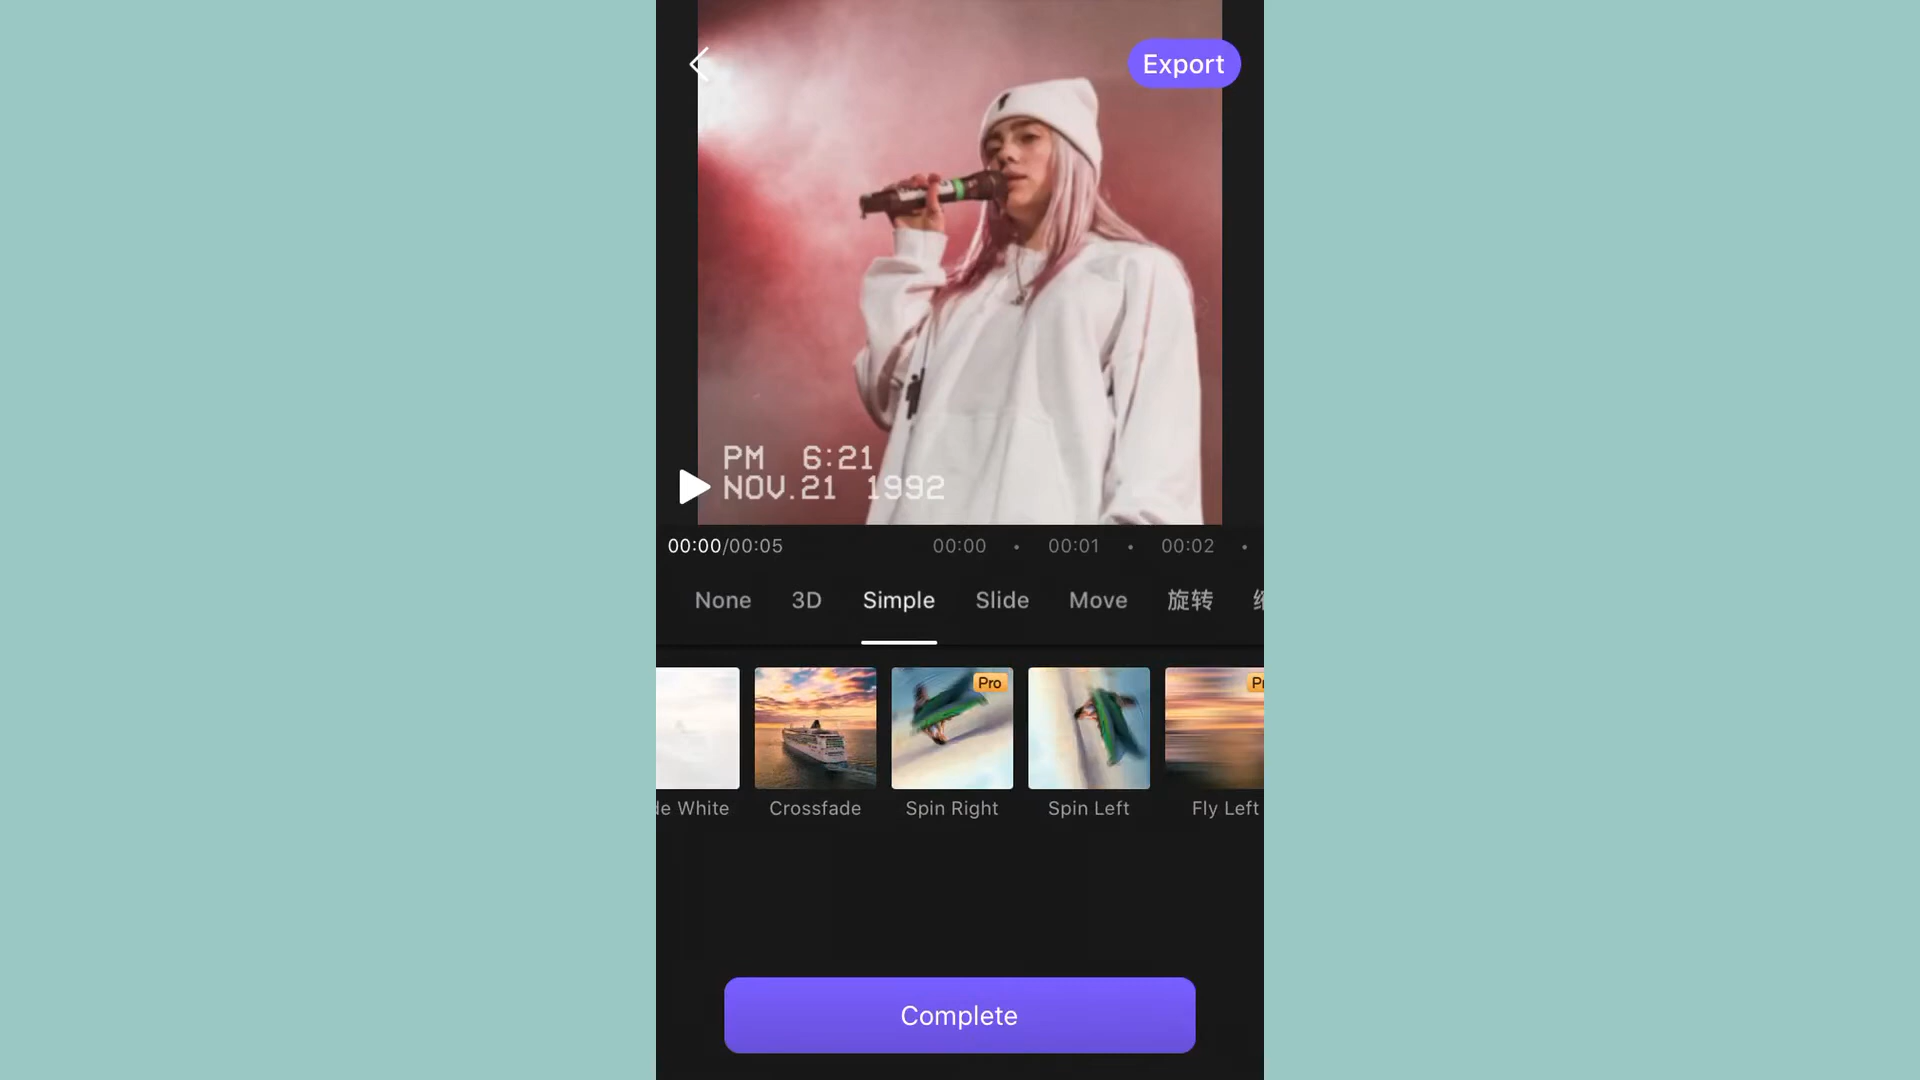 Export
PM 6:21
NOV.21 1992
00:00/00:05 00:00 00:01 00:02
None 3D Simple Slide Move 旋转
Pro
de White Crossfade Spin Right Spin Left Fly Left
Complete